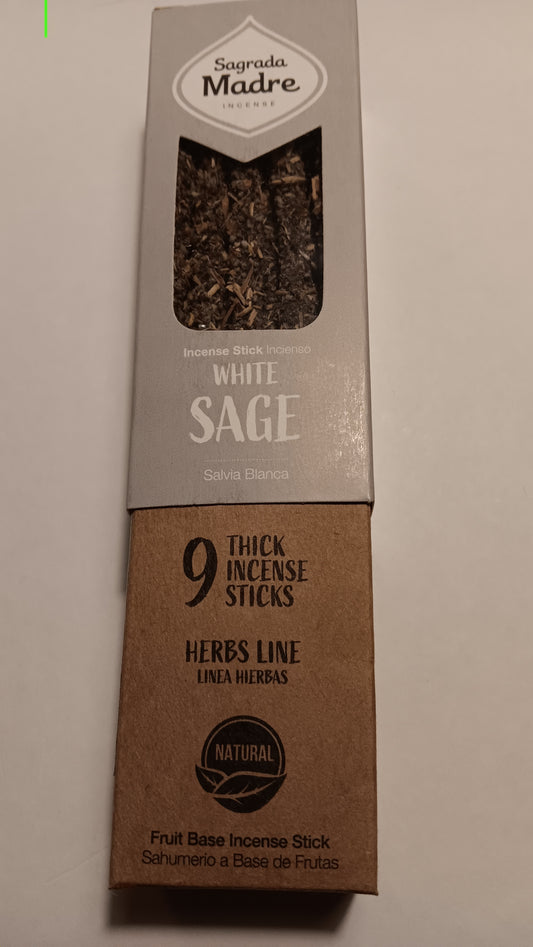 Sagrada
Madre
INCENSE
Incense Stick Incienso
WHITE
SAGE
Salvia Blanca
9 THICK
INCENSE
STICKS
HERBS LINE
LINEA HIERBAS
NATURAL
Fruit Base Incense Stick
Sahumerio a Base de Frutas